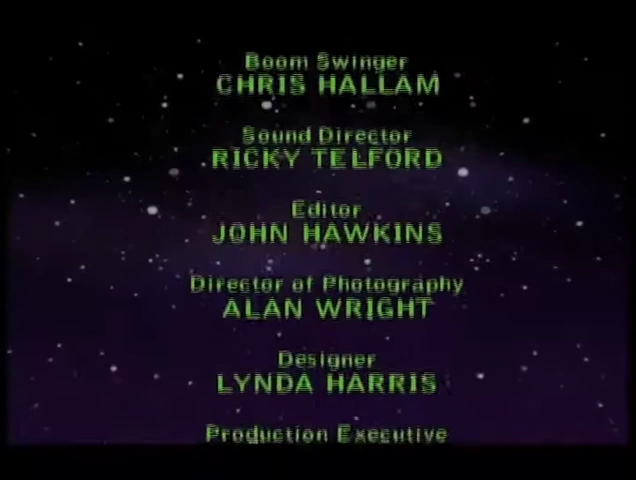 Boom Swinger
CHRIS HALLAM
Sound Director
RICKY TELFORD
Editor
JOHN HAWKINS
Director of Photography
ALAN WRIGHT
Designer
LYNDA HARRIS
Production Executive